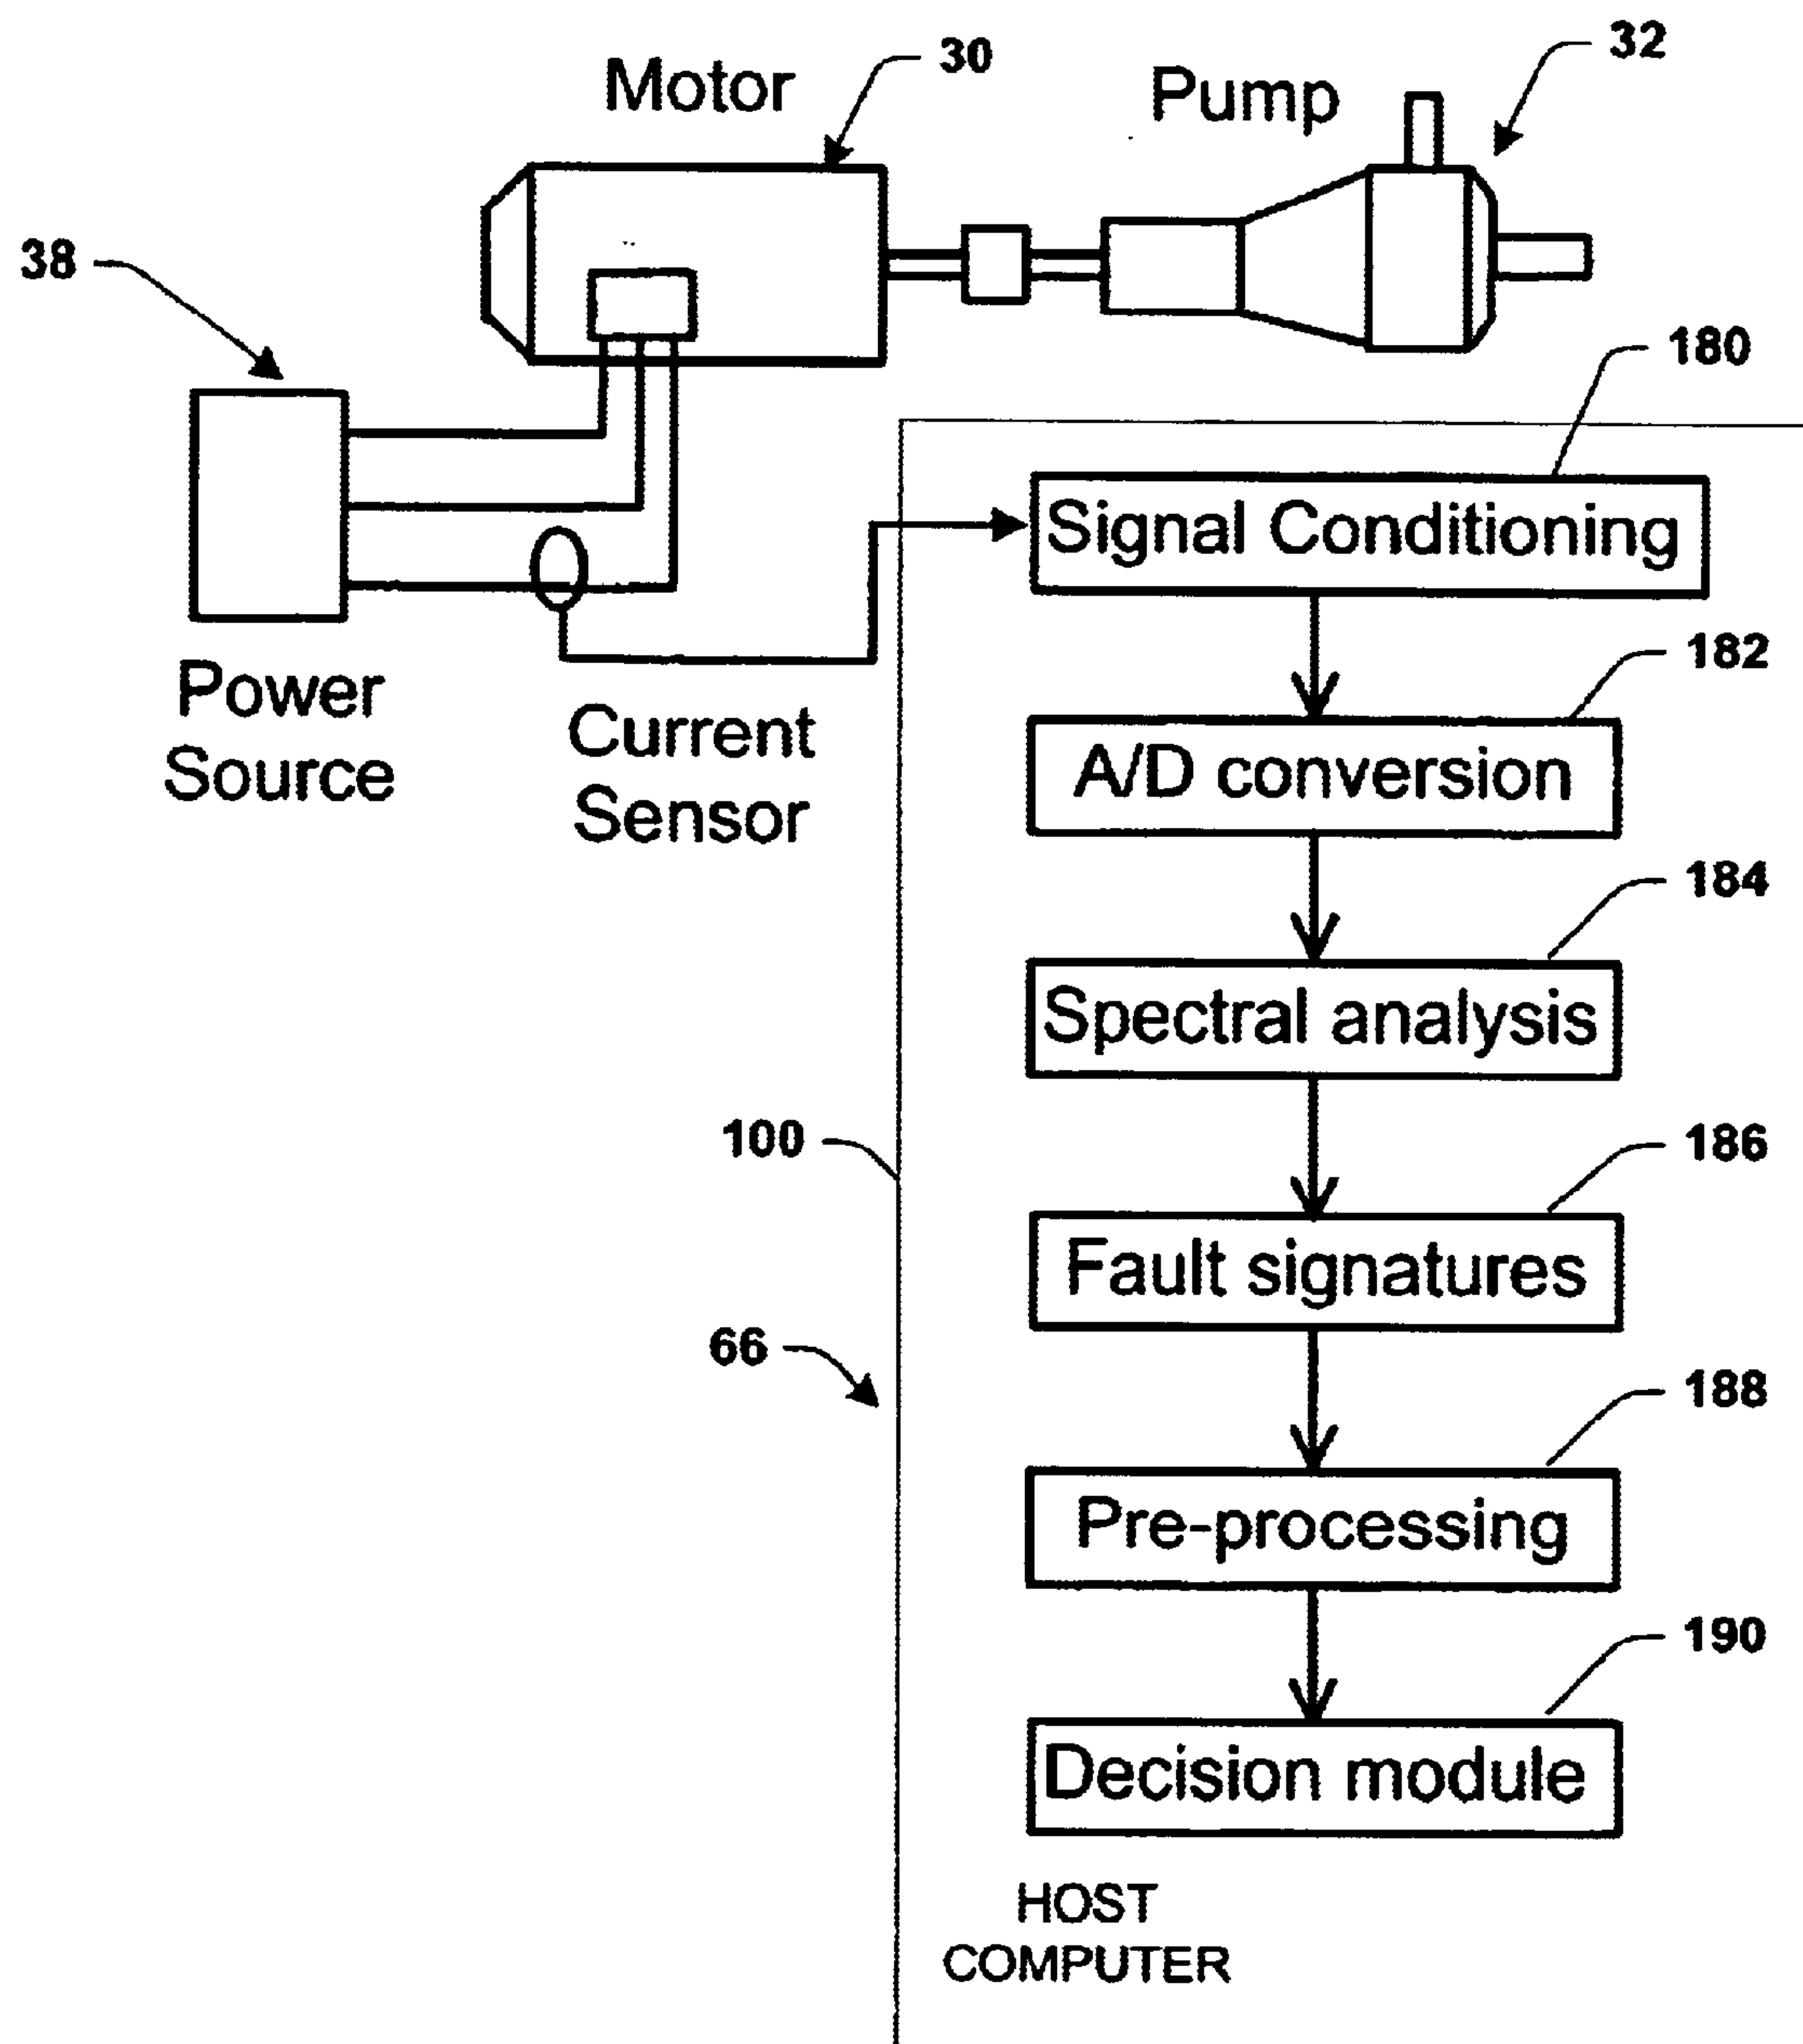 Motor
30
Pump
32
38
180
Signal Conditioning
Power
Source
Current
Sensor
182
A/D conversion
184
Spectral analysis
100
186
Fault signatures
66
188
Pre-processing
190
Decision module
HOST
COMPUTER